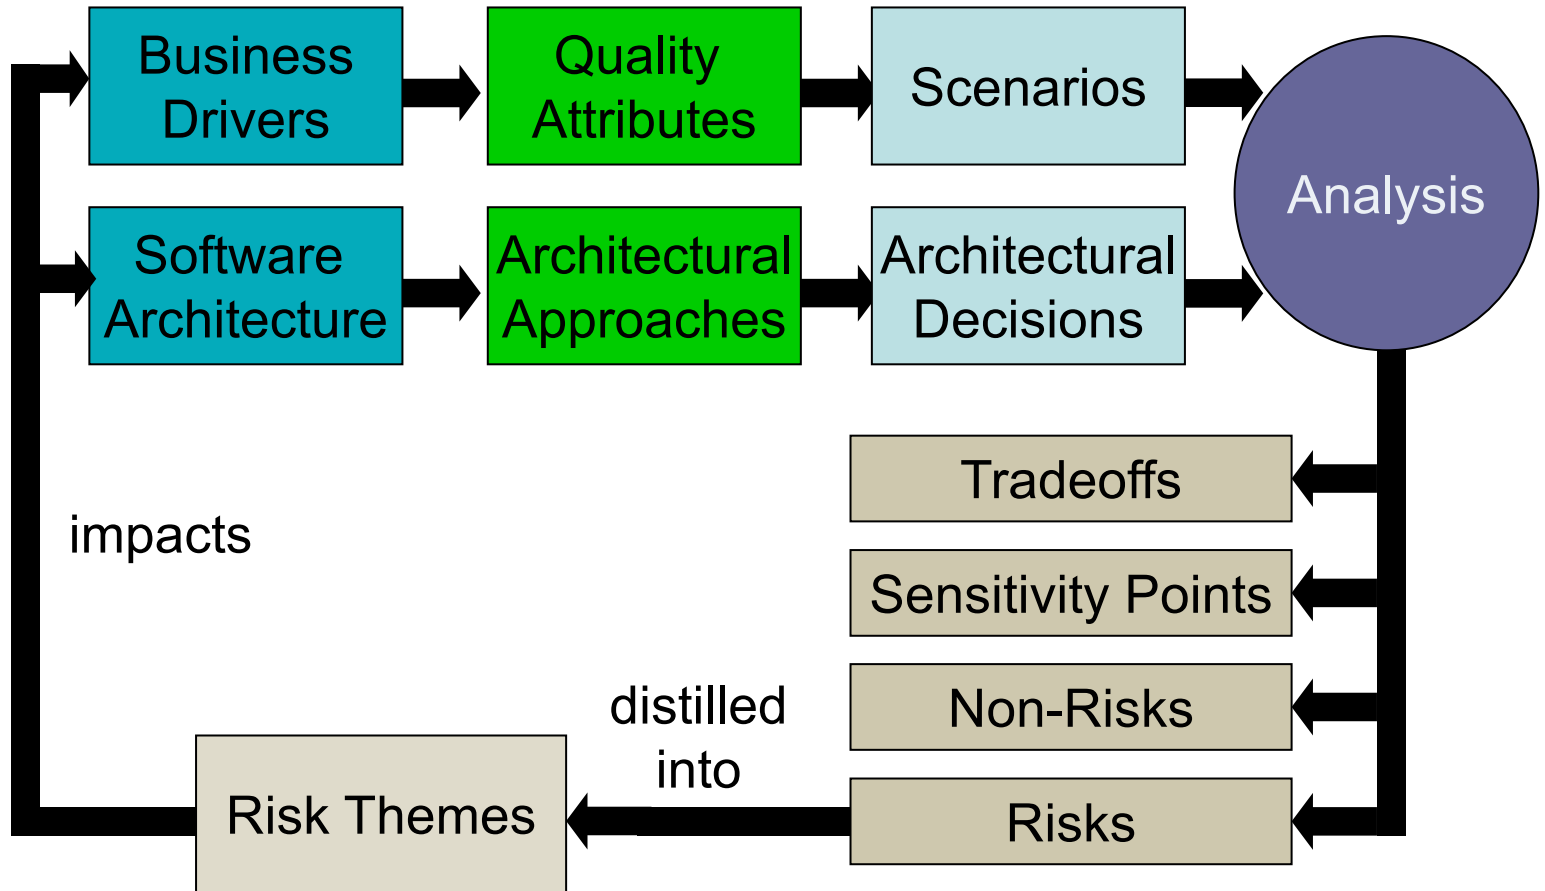 Business
Drivers
Quality
Attributes
Scenarios
Analysis
Software
Architecture
Architectural
Approaches
Architectural
Decisions
Tradeoffs
impacts
Sensitivity Points
Non-Risks
distilled
into
Risk Themes
Risks